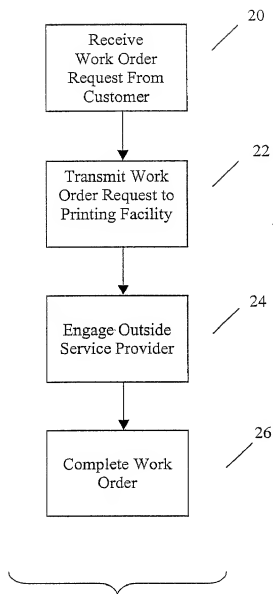 20
Receive
Work Order
Request From
Customer
22
Transmit Work
Order Request to
Printing Facility
24
Engage Outside
Service Provider
26
Complete Work
Order